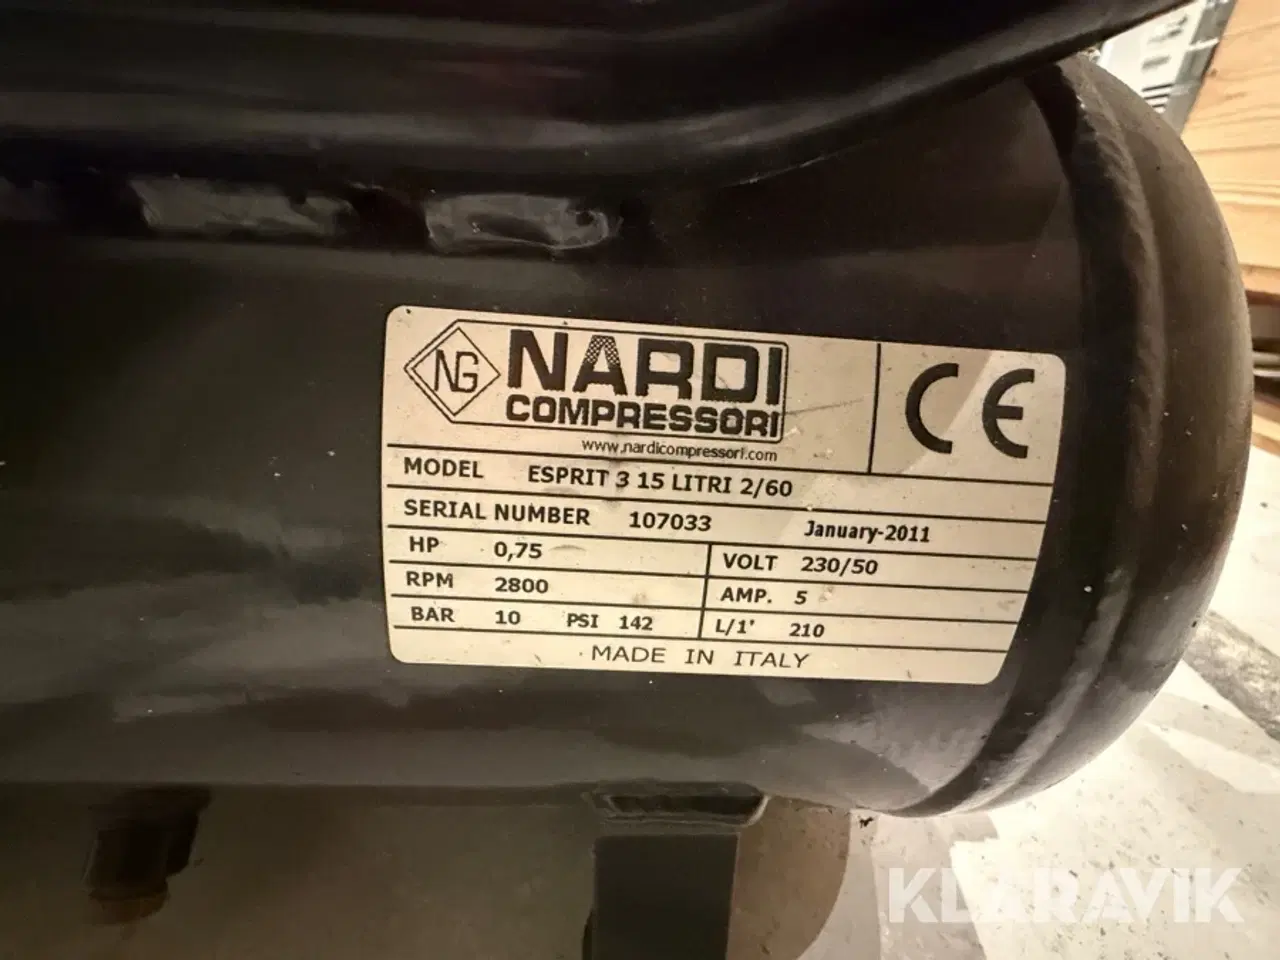 NG NARDI
COMPRESSORI
www.nardicompressori.com
CE
MODEL ESPRIT 3 15 LITRI 2/60
SERIAL NUMBER 107033 January-2011
HP 0,75 VOLT 230/50
RPM 2800 AMP. 5
BAR 10 PSI 142 L/1' 210
MADE IN ITALY
KLARAVIK